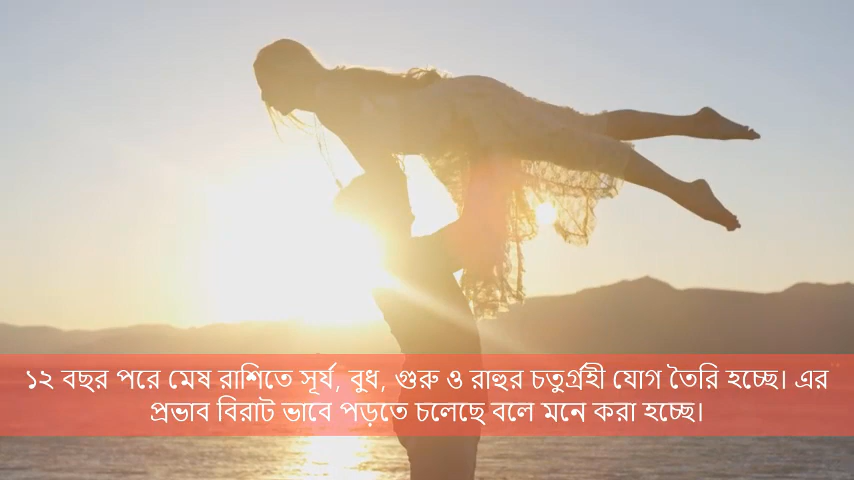 ১২ বছর পরে মেষ রাশিতে সূর্য, বুধ, গুরু ও রাহুর চতুর্গ্রহী যোগ তৈরি হচ্ছে। এর
প্রভাব বিরাট ভাবে পড়তে চলেছে বলে মনে করা হচ্ছে।